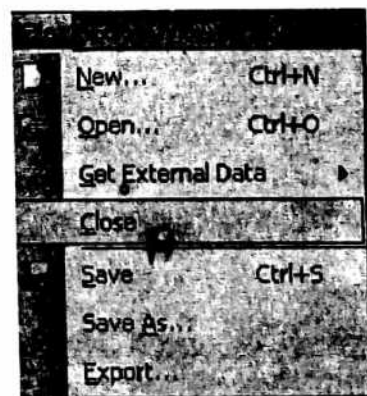 New... Ctrl+N
Open... Ctrl+O
Get External Data
Close
Save Ctrl+S
Save As...
Export...